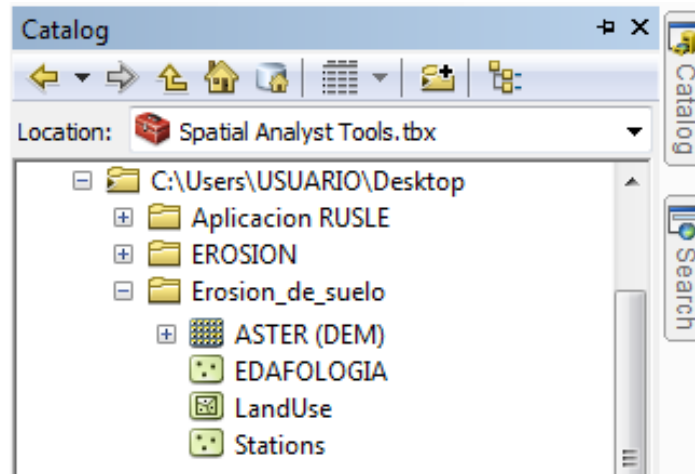 Catalog
Location: Spatial Analyst Tools.tbx
C:\Users\USUARIO\Desktop
Aplicacion RUSLE
EROSION
Erosion_de_suelo
ASTER (DEM)
EDAFOLOGIA
LandUse
Stations
Catalog
Search